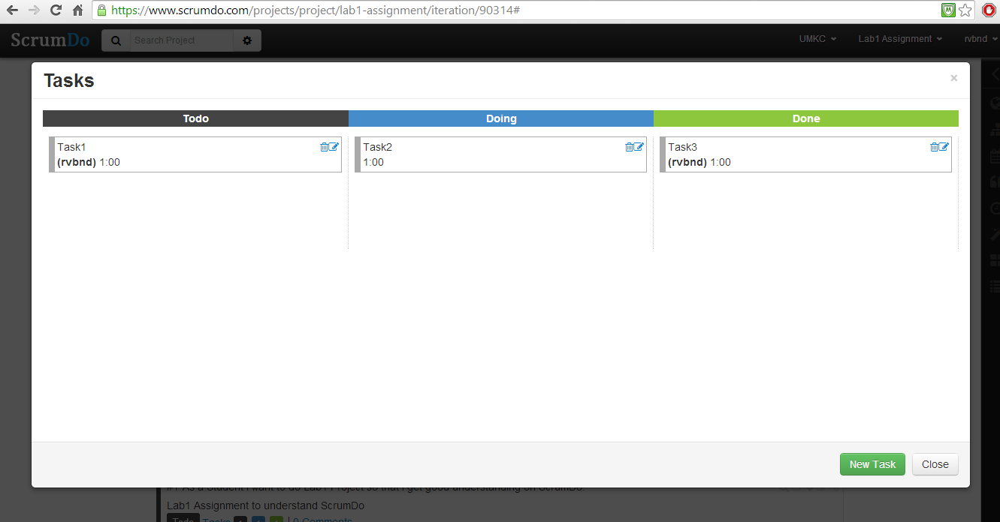 https://www.scrumdo.com/projects/project/lab1-assignment/iteration/90314#
ScrumDo
Search Project
UMKC
Lab1 Assignment
rvbnd
Tasks
×
Todo
Doing
Done
Task1
(rvbnd) 1:00
Task2
1:00
Task3
(rvbnd) 1:00
New Task
Close
#1 As a Student I want to do Lab1 Project so that I get good understanding on ScrumDo.
Lab1 Assignment to understand ScrumDo
Todo Tasks 1 1 1 | 0 Comments